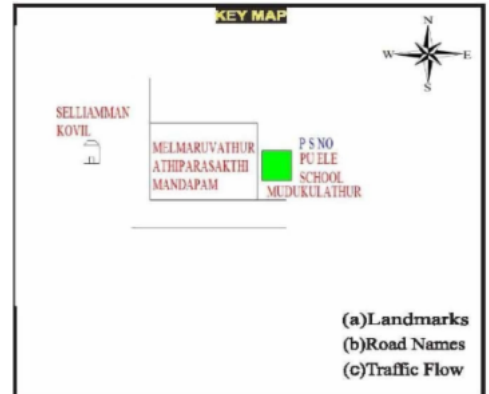 KEY MAP
N
W
E
S
SELLIAMMAN
KOVIL
MELMARUVATHUR
ATHIPARASAKTHI
MANDAPAM
P S NO
PU ELE
SCHOOL
MUDUKULATHUR
(a)Landmarks
(b)Road Names
(c)Traffic Flow